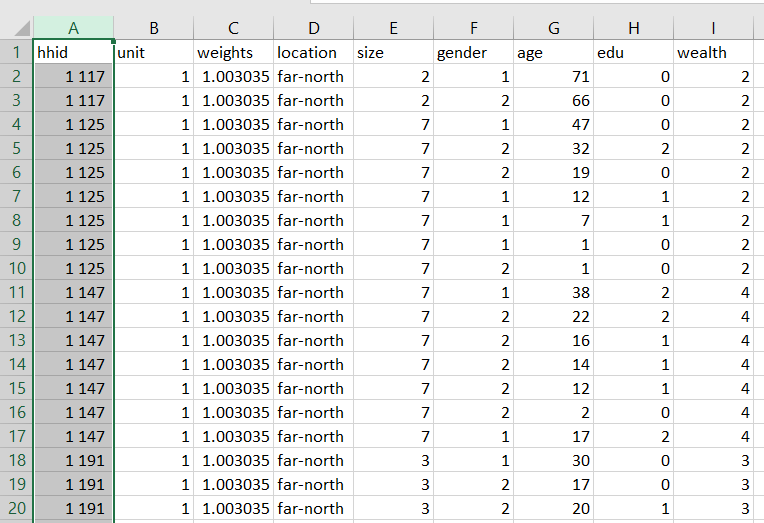 A B C D E F G H I
1 hhid unit weights location size gender age edu wealth
2 1 117 1 1.003035 far-north 2 1 71 0 2
3 1 117 1 1.003035 far-north 2 2 66 0 2
4 1 125 1 1.003035 far-north 7 1 47 0 2
5 1 125 1 1.003035 far-north 7 2 32 2 2
6 1 125 1 1.003035 far-north 7 2 19 0 2
7 1 125 1 1.003035 far-north 7 1 12 1 2
8 1 125 1 1.003035 far-north 7 1 7 1 2
9 1 125 1 1.003035 far-north 7 1 1 0 2
10 1 125 1 1.003035 far-north 7 2 1 0 2
11 1 147 1 1.003035 far-north 7 1 38 2 4
12 1 147 1 1.003035 far-north 7 2 22 2 4
13 1 147 1 1.003035 far-north 7 2 16 1 4
14 1 147 1 1.003035 far-north 7 2 14 1 4
15 1 147 1 1.003035 far-north 7 2 12 1 4
16 1 147 1 1.003035 far-north 7 2 2 0 4
17 1 147 1 1.003035 far-north 7 1 17 2 4
18 1 191 1 1.003035 far-north 3 1 30 0 3
19 1 191 1 1.003035 far-north 3 2 17 0 3
20 1 191 1 1.003035 far-north 3 2 20 1 3